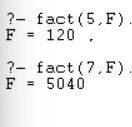 ?- fact(5,F).
F = 120 .
?- fact(7,F).
F = 5040